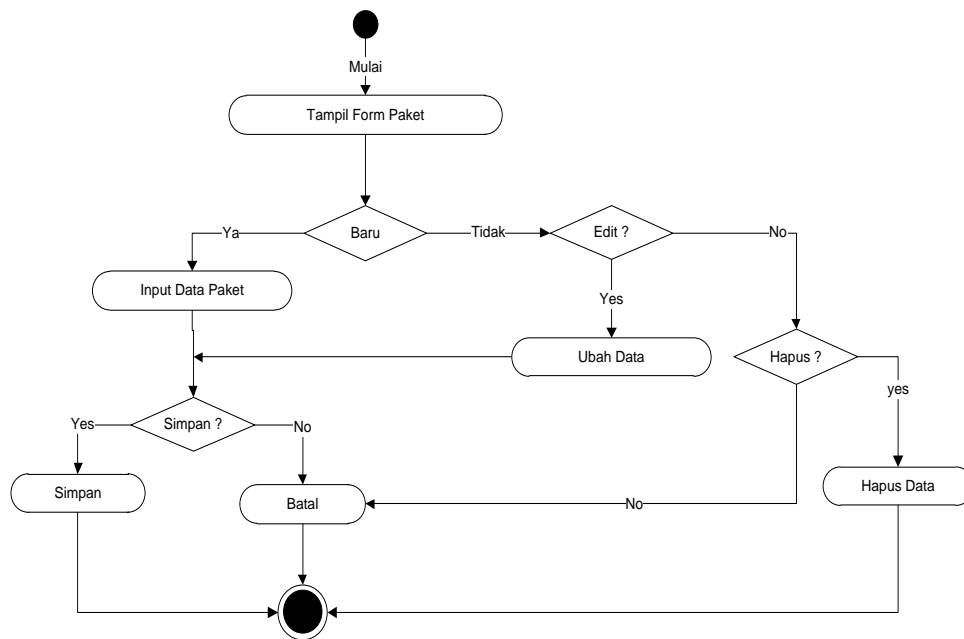 Mulai
Tampil Form Paket
Baru
Ya
Tidak
Edit ?
No
Input Data Paket
Yes
Ubah Data
Hapus ?
yes
Simpan ?
Yes
No
Simpan
Batal
No
Hapus Data